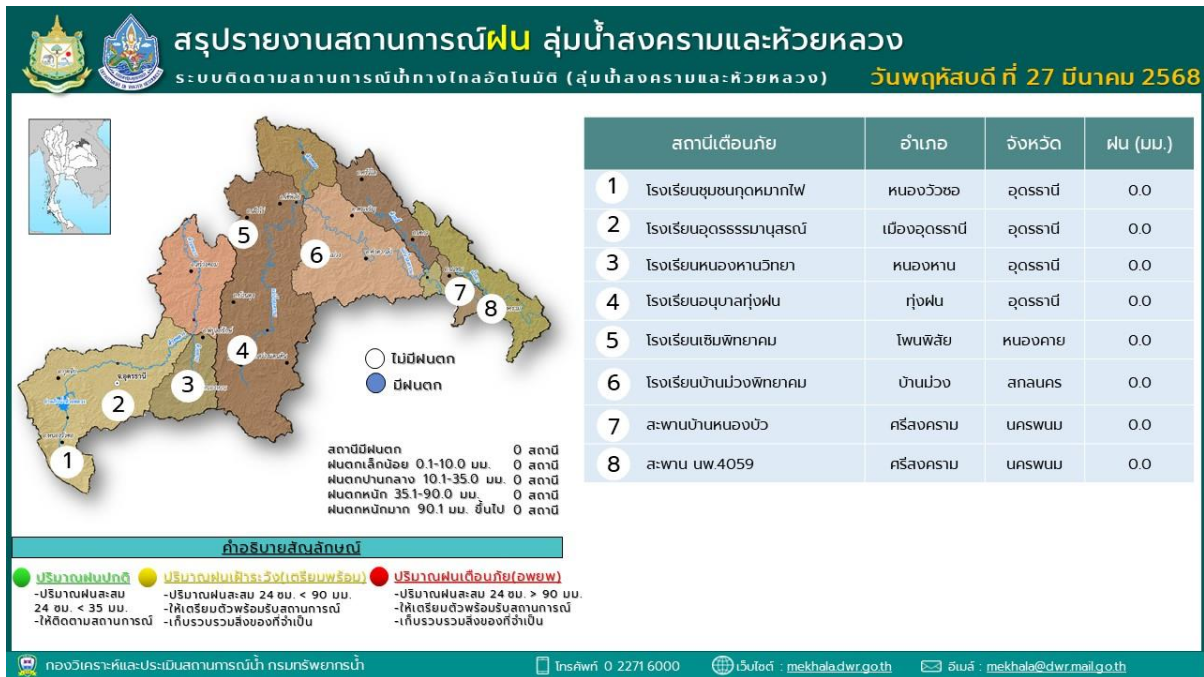 สรุปรายงานสถานการณ์ฝน ลุ่มน้ำสงครามและห้วยหลวง
ระบบติดตามสถานการณ์น้ำทางไกลอัตโนมัติ (ลุ่มน้ำสงครามและห้วยหลวง)
วันพฤหัสบดี ที่ 27 มีนาคม 2568
สถานีเตือนภัย อำเภอ จังหวัด ฝน (มม.)
1 โรงเรียนชุมชนกุดหมากไฟ หนองวัวซอ อุดรธานี 0.0
2 โรงเรียนอุดรธรรมานุสรณ์ เมืองอุดรธานี อุดรธานี 0.0
3 โรงเรียนหนองหานวิทยา หนองหาน อุดรธานี 0.0
4 โรงเรียนอนุบาลทุ่งฝน ทุ่งฝน อุดรธานี 0.0
5 โรงเรียนเซิมพิทยาคม โพนพิสัย หนองคาย 0.0
6 โรงเรียนบ้านม่วงพิทยาคม บ้านม่วง สกลนคร 0.0
7 สะพานบ้านหนองบัว ศรีสงคราม นครพนม 0.0
8 สะพาน นพ.4059 ศรีสงคราม นครพนม 0.0
5
6
7
8
4
3
2
1
ไม่มีฝนตก
มีฝนตก
สถานีมีฝนตก 0 สถานี
ฝนตกเล็กน้อย 0.1-10.0 มม. 0 สถานี
ฝนตกปานกลาง 10.1-35.0 มม. 0 สถานี
ฝนตกหนัก 35.1-90.0 มม. 0 สถานี
ฝนตกหนักมาก 90.1 มม. ขึ้นไป 0 สถานี
คำอธิบายสัญลักษณ์
ปริมาณฝนปกติ
-ปริมาณฝนสะสม
24 ชม. < 35 มม.
-ให้ติดตามสถานการณ์
ปริมาณฝนเฝ้าระวัง(เตรียมพร้อม)
-ปริมาณฝนสะสม 24 ชม. < 90 มม.
-ให้เตรียมตัวพร้อมรับสถานการณ์
-เก็บรวบรวมสิ่งของที่จำเป็น
ปริมาณฝนเตือนภัย(อพยพ)
-ปริมาณฝนสะสม 24 ชม. > 90 มม.
-ให้เตรียมตัวพร้อมรับสถานการณ์
-เก็บรวบรวมสิ่งของที่จำเป็น
กองวิเคราะห์และประเมินสถานการณ์น้ำ กรมทรัพยากรน้ำ
โทรศัพท์ 0 2271 6000
เว็บไซต์ : mekhala.dwr.go.th
อีเมล์ : mekhala@dwr.mail.go.th